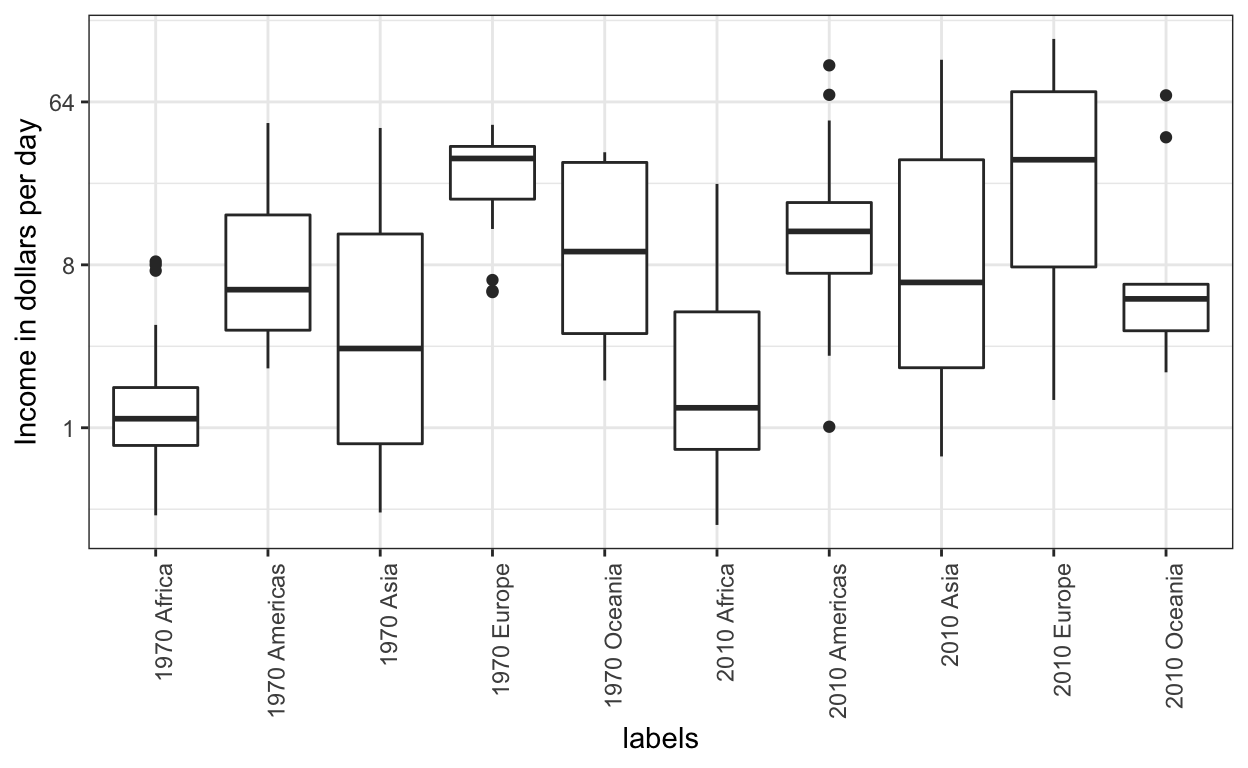 Income in dollars per day
64
8
1
1970 Africa
1970 Americas
1970 Asia
1970 Europe
1970 Oceania
2010 Africa
2010 Americas
2010 Asia
2010 Europe
2010 Oceania
labels